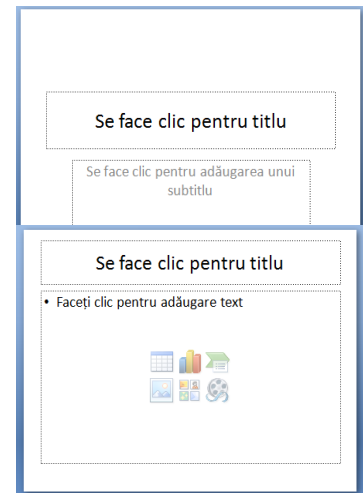 Se face clic pentru titlu
Se face clic pentru adăugarea unui
subtitlu
Se face clic pentru titlu
• Faceți clic pentru adăugare text